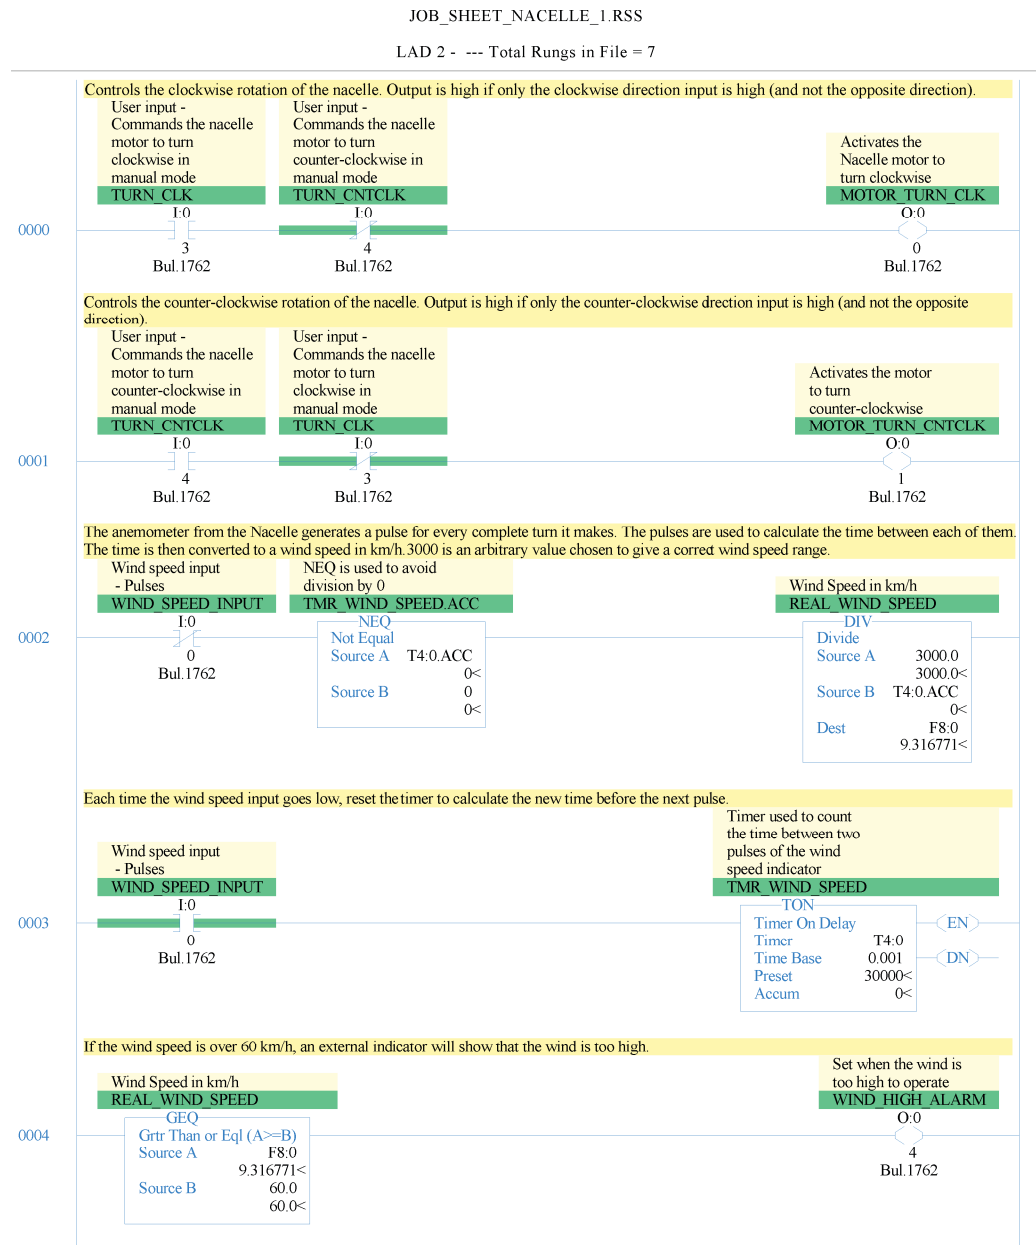 JOB_SHEET_NACELLE_1.RSS
LAD 2 - --- Total Rungs in File = 7
Controls the clockwise rotation of the nacelle. Output is high if only the clockwise direction input is high (and not the opposite direction).
User input -
Commands the nacelle
motor to turn
clockwise in
manual mode
TURN_CLK
I:0
3
Bul.1762
User input -
Commands the nacelle
motor to turn
counter-clockwise in
manual mode
TURN_CNTCLK
I:0
4
Bul.1762
Activates the
Nacelle motor to
turn clockwise
MOTOR_TURN_CLK
O:0
0
Bul.1762
0000
Controls the counter-clockwise rotation of the nacelle. Output is high if only the counter-clockwise direction input is high (and not the opposite
direction).
User input -
Commands the nacelle
motor to turn
counter-clockwise in
manual mode
TURN_CNTCLK
I:0
4
Bul.1762
User input -
Commands the nacelle
motor to turn
clockwise in
manual mode
TURN_CLK
I:0
3
Bul.1762
Activates the motor
to turn
counter-clockwise
MOTOR_TURN_CNTCLK
O:0
1
Bul.1762
0001
The anemometer from the Nacelle generates a pulse for every complete turn it makes. The pulses are used to calculate the time between each of them.
The time is then converted to a wind speed in km/h.3000 is an arbitrary value chosen to give a correct wind speed range.
Wind speed input
- Pulses
WIND_SPEED_INPUT
I:0
0
Bul.1762
NEQ is used to avoid
division by 0
TMR_WIND_SPEED.ACC
NEQ
Not Equal
Source A T4:0.ACC
0<
Source B 0
0<
Wind Speed in km/h
REAL_WIND_SPEED
DIV
Divide
Source A 3000.0
3000.0<
Source B T4:0.ACC
0<
Dest F8:0
9.316771<
0002
Each time the wind speed input goes low, reset the timer to calculate the new time before the next pulse.
Wind speed input
- Pulses
WIND_SPEED_INPUT
I:0
0
Bul.1762
Timer used to count
the time between two
pulses of the wind
speed indicator
TMR_WIND_SPEED
TON
Timer On Delay
Timer T4:0
Time Base 0.001
Preset 30000<
Accum 0<
EN
DN
0003
If the wind speed is over 60 km/h, an external indicator will show that the wind is too high.
Wind Speed in km/h
REAL_WIND_SPEED
GEQ
Grtr Than or Eql (A>=B)
Source A F8:0
9.316771<
Source B 60.0
60.0<
Set when the wind is
too high to operate
WIND_HIGH_ALARM
O:0
4
Bul.1762
0004